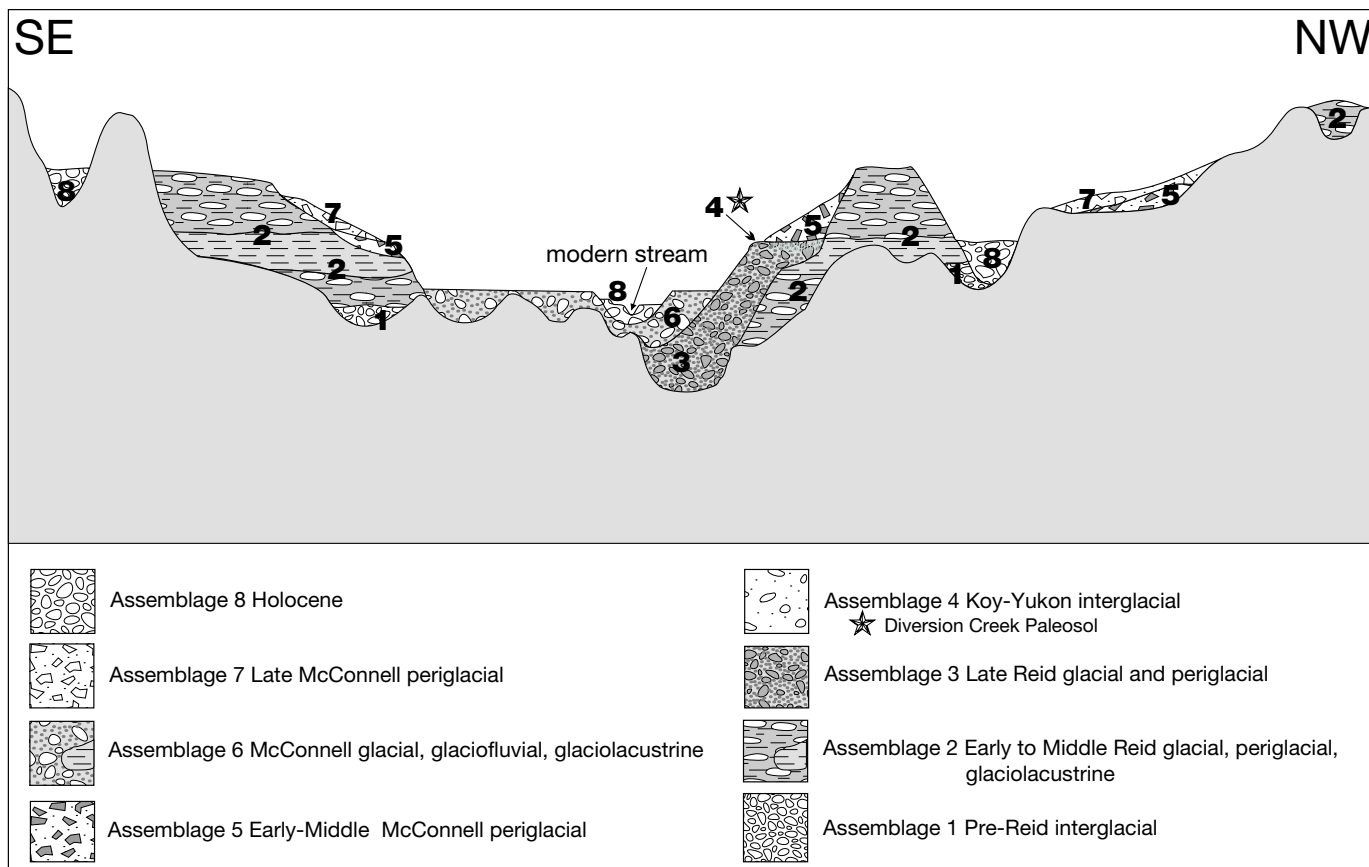 SE
NW
8
2
7
5
2
1
modern stream
8
6
3
4
5
2
2
1
8
7
5
2
Assemblage 8 Holocene
Assemblage 7 Late McConnell periglacial
Assemblage 6 McConnell glacial, glaciofluvial, glaciolacustrine
Assemblage 5 Early-Middle McConnell periglacial
Assemblage 4 Koy-Yukon interglacial
Diversion Creek Paleosol
Assemblage 3 Late Reid glacial and periglacial
Assemblage 2 Early to Middle Reid glacial, periglacial,
glaciolacustrine
Assemblage 1 Pre-Reid interglacial